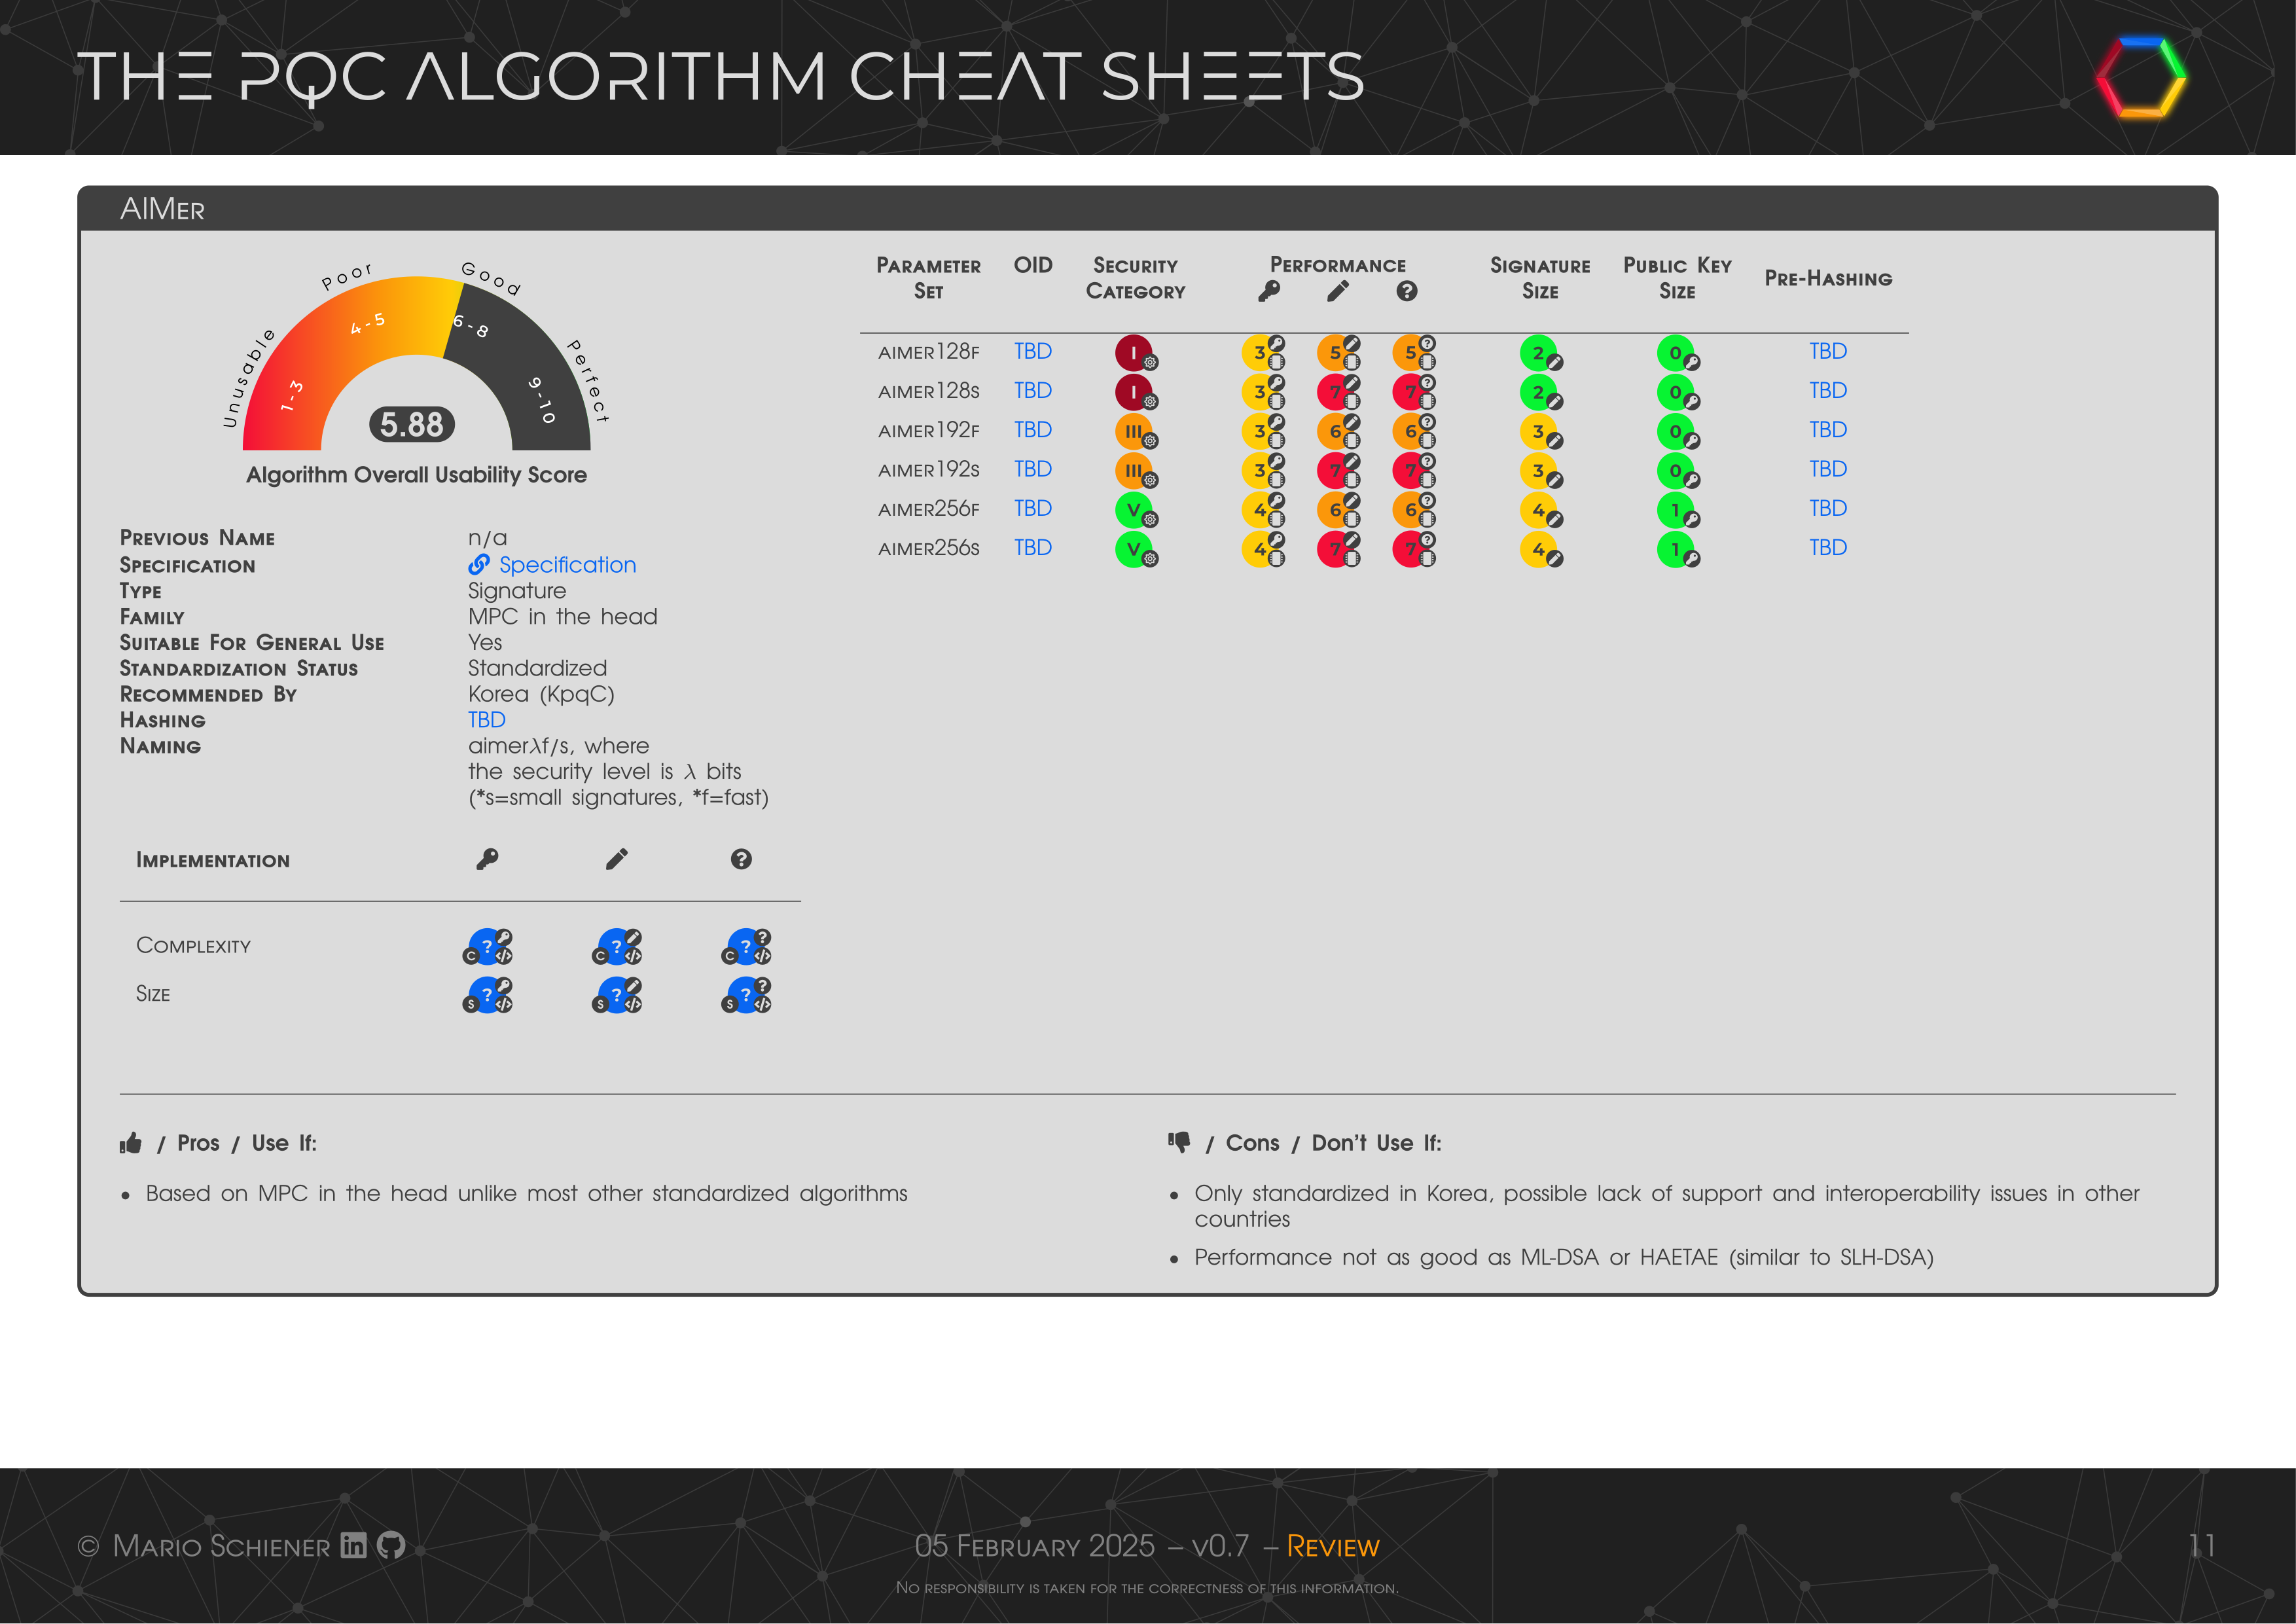 THE PQC ALGORITHM CHEAT SHEETS
AIMER
Unusable Poor Good Perfect
1-3 4-5 6-8 9-10
5.88
Algorithm Overall Usability Score
PREVIOUS NAME n/a
SPECIFICATION Specification
TYPE Signature
FAMILY MPC in the head
SUITABLE FOR GENERAL USE Yes
STANDARDIZATION STATUS Standardized
RECOMMENDED BY Korea (KpqC)
HASHING TBD
NAMING aimerλf/s, where
the security level is λ bits
(*s=small signatures, *f=fast)
IMPLEMENTATION ?
COMPLEXITY ? C ? C ? ? C
SIZE ? S ? S ? ? S
PARAMETER OID SECURITY PERFORMANCE SIGNATURE PUBLIC KEY PRE-HASHING
SET CATEGORY ? SIZE SIZE
AIMER128F TBD I 3 5 5 ? 2 0 TBD
AIMER128S TBD I 3 7 7 ? 2 0 TBD
AIMER192F TBD III 3 6 6 ? 3 0 TBD
AIMER192S TBD III 3 7 7 ? 3 0 TBD
AIMER256F TBD V 4 6 6 ? 4 1 TBD
AIMER256S TBD V 4 7 7 ? 4 1 TBD
/ Pros / Use If:
• Based on MPC in the head unlike most other standardized algorithms
/ Cons / Don't Use If:
• Only standardized in Korea, possible lack of support and interoperability issues in other
countries
• Performance not as good as ML-DSA or HAETAE (similar to SLH-DSA)
© MARIO SCHIENER in
05 FEBRUARY 2025 – V0.7 – REVIEW
NO RESPONSIBILITY IS TAKEN FOR THE CORRECTNESS OF THIS INFORMATION.
11